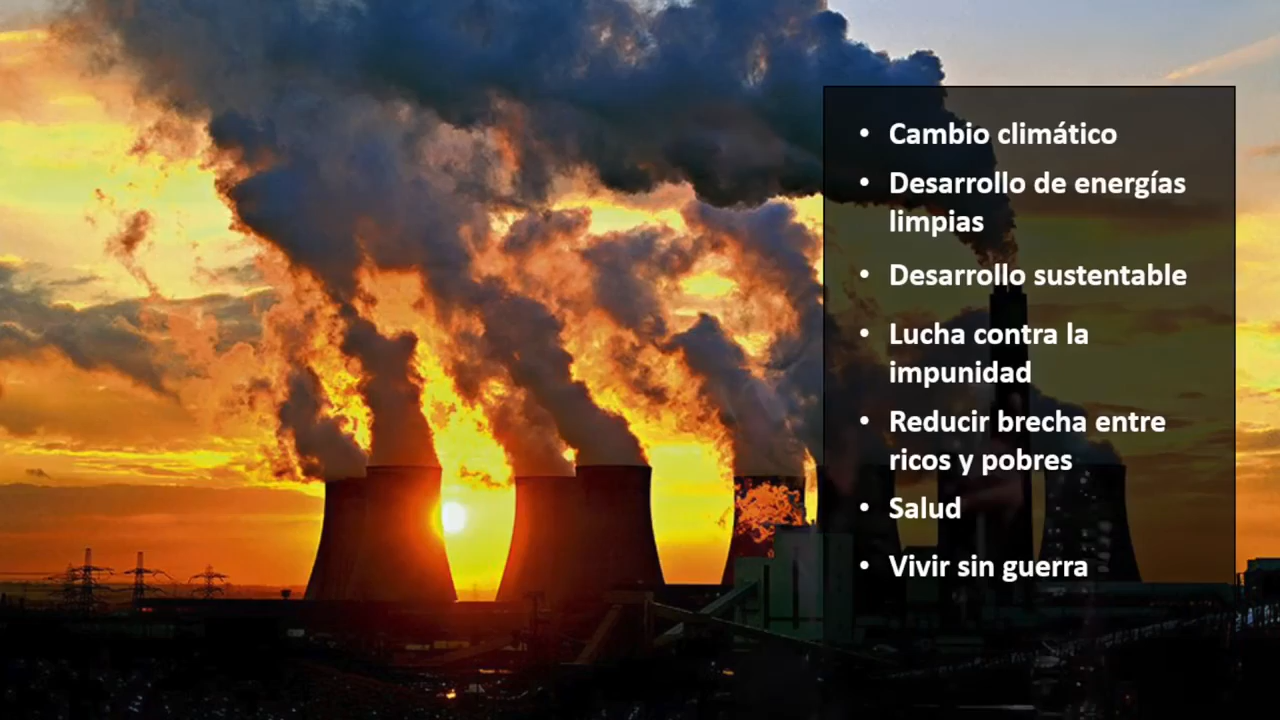 • Cambio climático
• Desarrollo de energías
limpias
• Desarrollo sustentable
• Lucha contra la
impunidad
• Reducir brecha entre
ricos y pobres
• Salud
• Vivir sin guerra